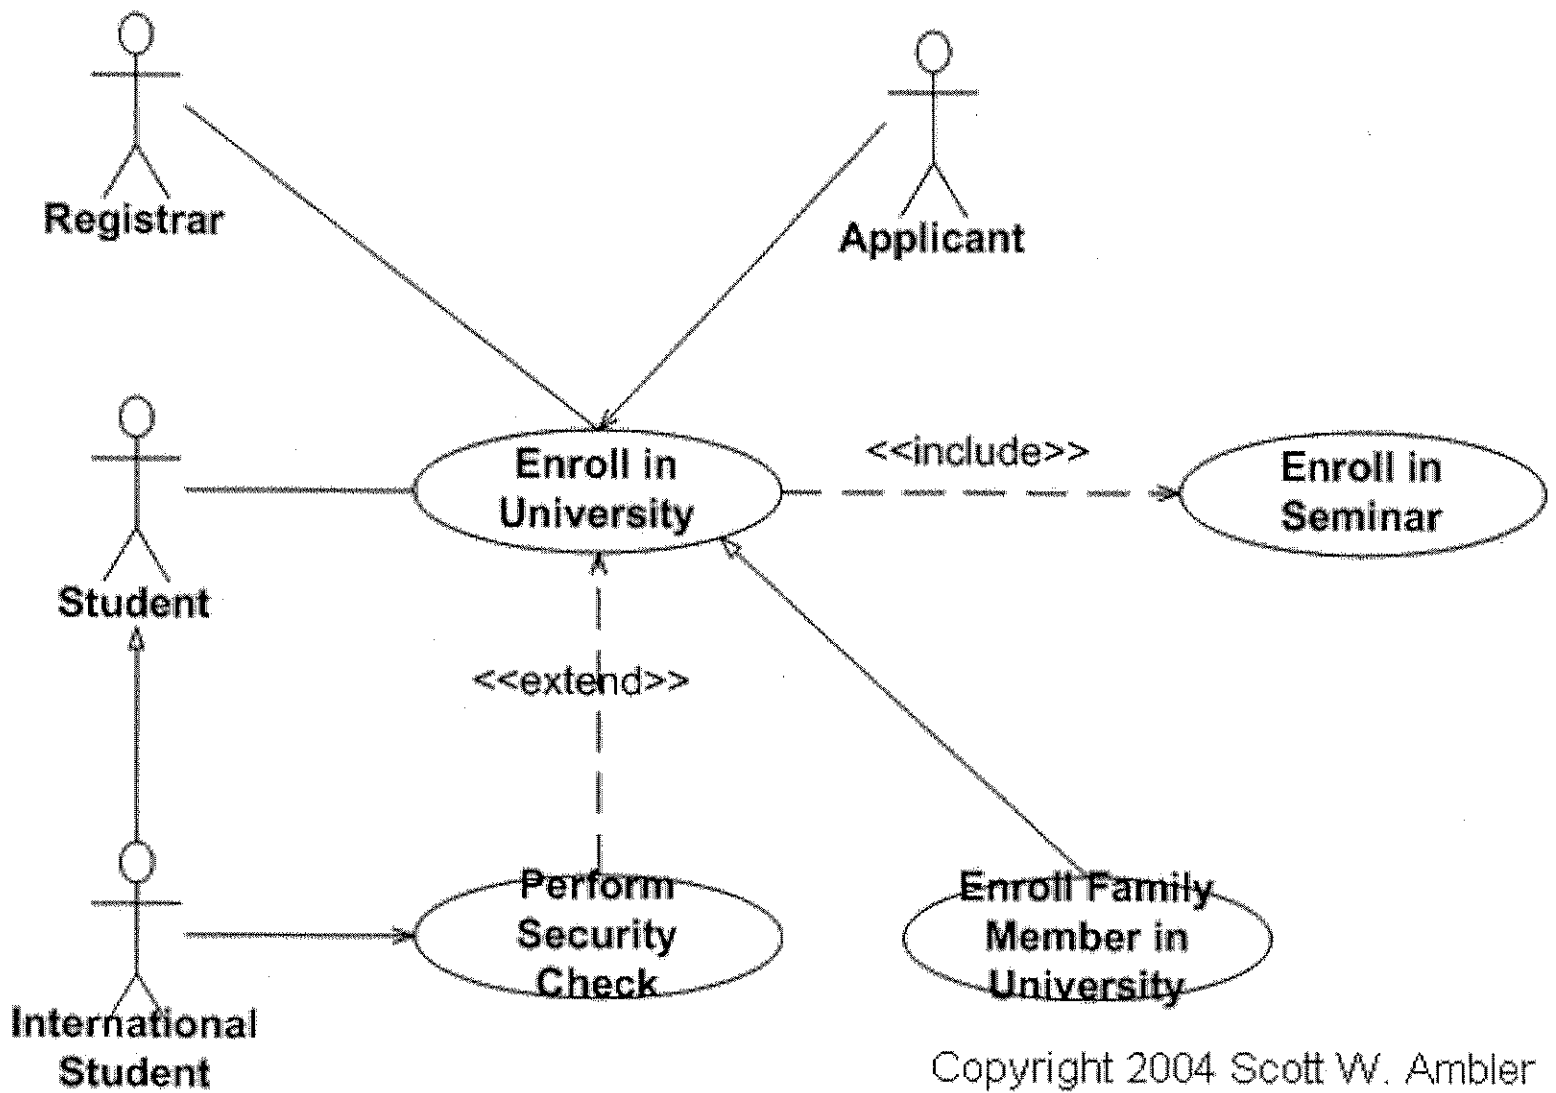 Registrar
Applicant
Enroll in
University
<<include>>
Enroll in
Seminar
Student
<<extend>>
Perform
Security
Check
Enroll Family
Member in
University
International
Student
Copyright 2004 Scott W. Ambler